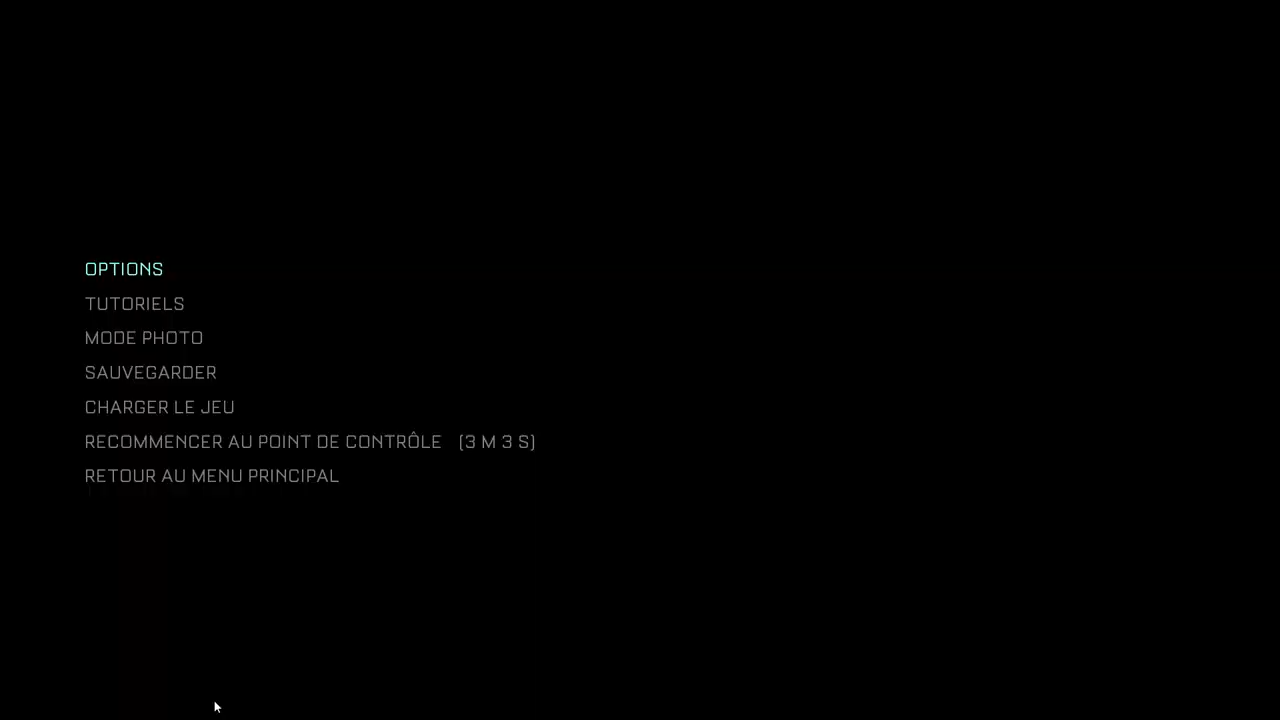 OPTIONS
TUTORIELS
MODE PHOTO
SAUVEGARDER
CHARGER LE JEU
RECOMMENCER AU POINT DE CONTRÔLE (3 M 3 S)
RETOUR AU MENU PRINCIPAL